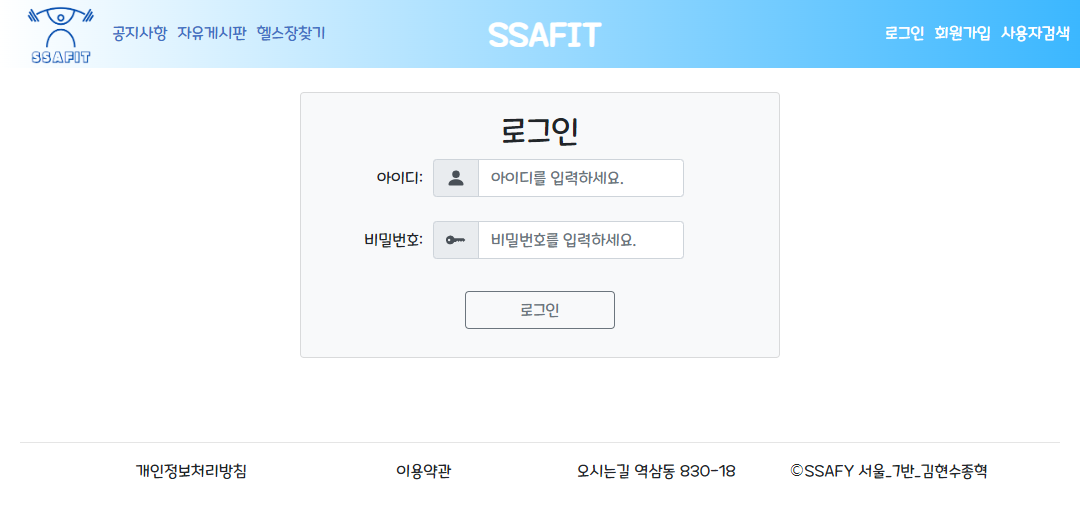 SSAFIT
공지사항 자유게시판 헬스장찾기
SSAFIT
로그인 회원가입 사용자검색
로그인
아이디: 아이디를 입력하세요.
비밀번호: 비밀번호를 입력하세요.
로그인
개인정보처리방침 이용약관 오시는길 역삼동 830-18 ©SSAFY 서울_7반_김현수종혁